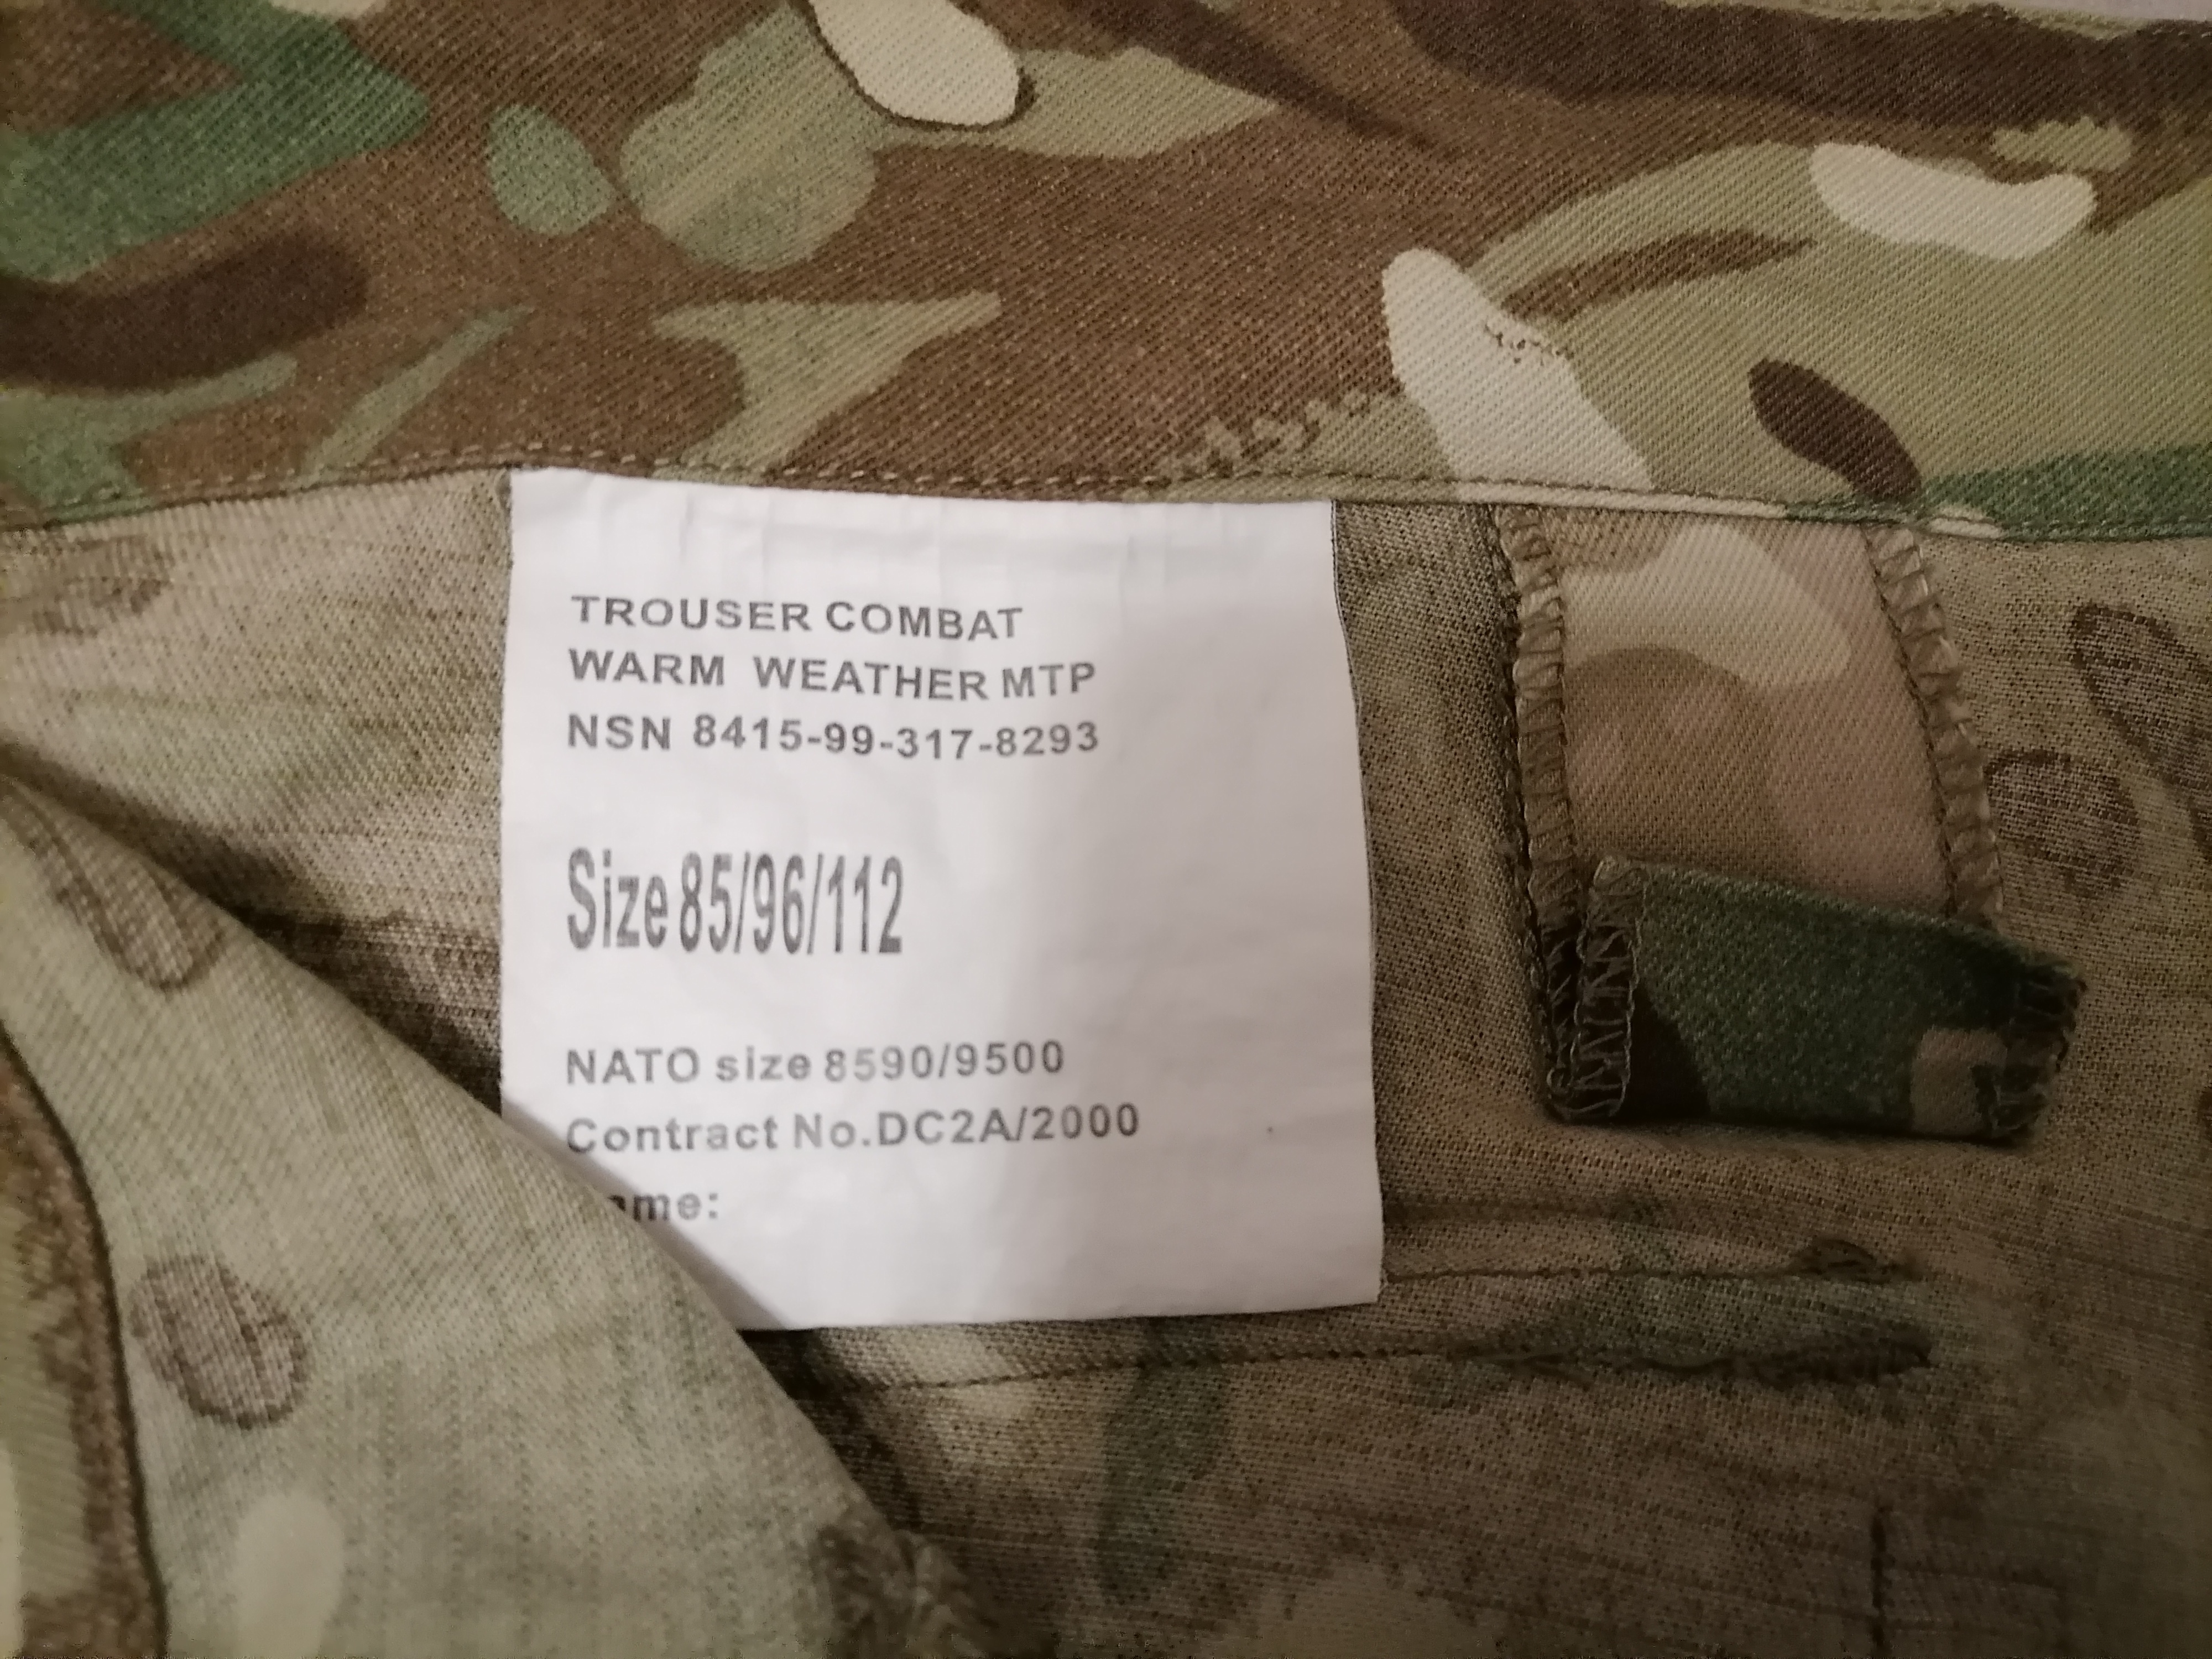 TROUSER COMBAT
WARM WEATHER MTP
NSN 8415-99-317-8293
Size 85/96/112
NATO size 8590/9500
Contract No.DC2A/2000